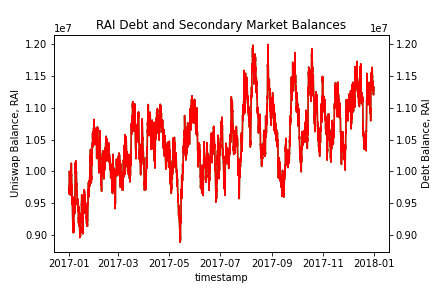 RAI Debt and Secondary Market Balances
1e7 1e7
1.20 1.20
1.15 1.15
1.10 1.10
1.05 1.05
1.00 1.00
0.95 0.95
0.90 0.90
Uniswap Balance, RAI
Debt Balance, RAI
2017-01 2017-03 2017-05 2017-07 2017-09 2017-11 2018-01
timestamp